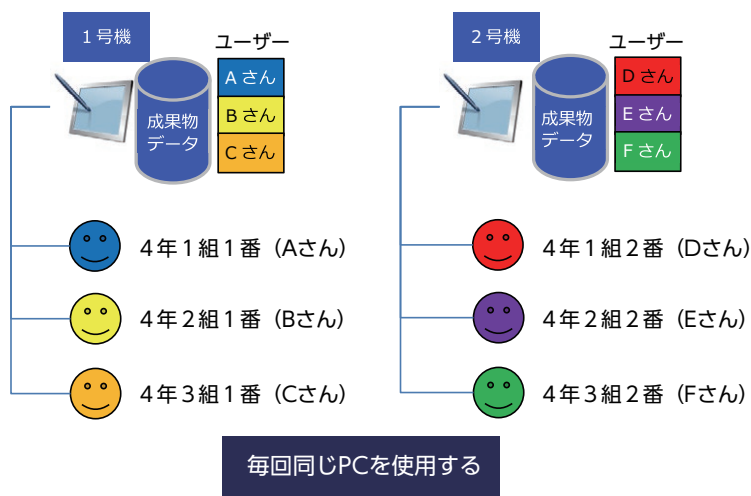 1号機
ユーザー
成果物
データ
Aさん
Bさん
Cさん
4年1組1番（Aさん）
4年2組1番（Bさん）
4年3組1番（Cさん）
2号機
ユーザー
成果物
データ
Dさん
Eさん
Fさん
4年1組2番（Dさん）
4年2組2番（Eさん）
4年3組2番（Fさん）
毎回同じPCを使用する